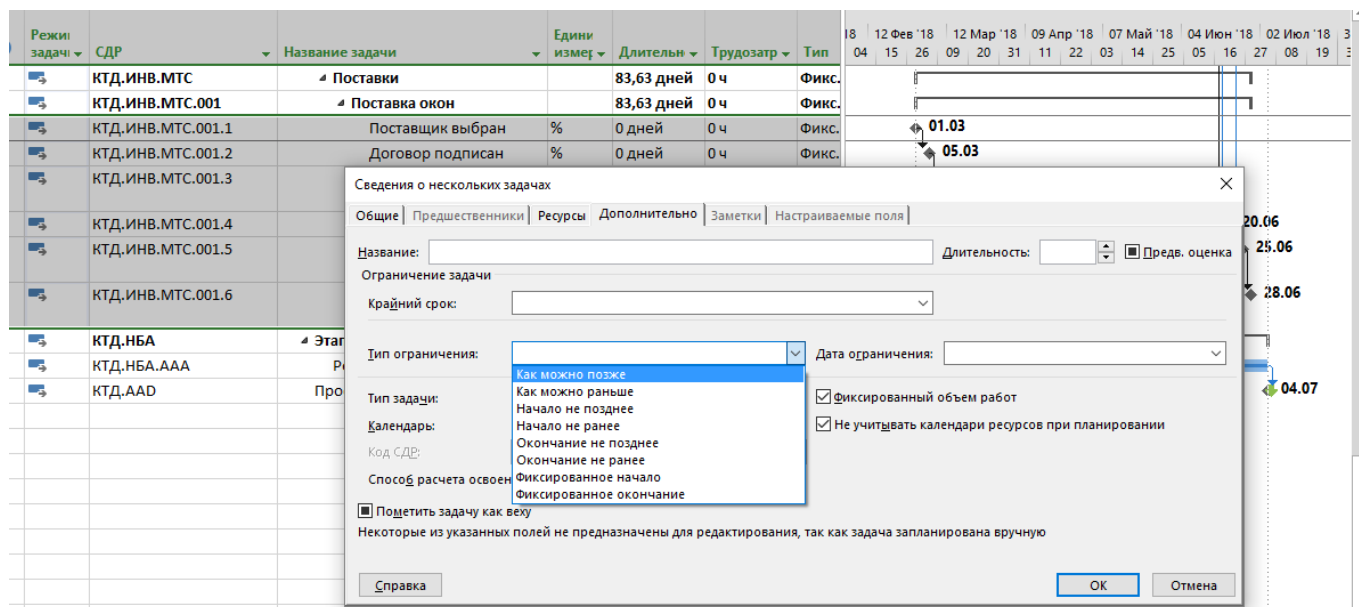 Режи Едини 18 12 Фев '18 12 Мар '18 09 Апр '18 07 Май '18 04 Июн '18 02 Июл '18 3
задач СДР Название задачи измер Длительн Трудозатр Тип 04 15 26 09 20 31 11 22 03 14 25 05 16 27 08 19
КТД.ИНВ.МТС Поставки 83,63 дней 0 ч Фикс.
КТД.ИНВ.МТС.001 Поставка окон 83,63 дней 0 ч Фикс.
КТД.ИНВ.МТС.001.1 Поставщик выбран % 0 дней 0 ч Фикс. 01.03
КТД.ИНВ.МТС.001.2 Договор подписан % 0 дней 0 ч Фикс. 05.03
КТД.ИНВ.МТС.001.3
КТД.ИНВ.МТС.001.4 20.06
КТД.ИНВ.МТС.001.5 25.06
КТД.ИНВ.МТС.001.6 28.06
КТД.НБА Этап
КТД.НБА.ААА Р
КТД.AAD Про 04.07
Сведения о нескольких задачах
Общие Предшественники Ресурсы Дополнительно Заметки Настраиваемые поля
Название: Длительность: Предв. оценка
Ограничение задачи
Крайний срок:
Тип ограничения: Дата ограничения:
Как можно позже
Как можно раньше
Начало не позднее
Начало не ранее
Окончание не позднее
Окончание не ранее
Фиксированное начало
Фиксированное окончание
Тип задачи: Фиксированный объем работ
Календарь: Не учитывать календари ресурсов при планировании
Код СДР:
Способ расчета освоен
Пометить задачу как веху
Некоторые из указанных полей не предназначены для редактирования, так как задача запланирована вручную
Справка ОК Отмена